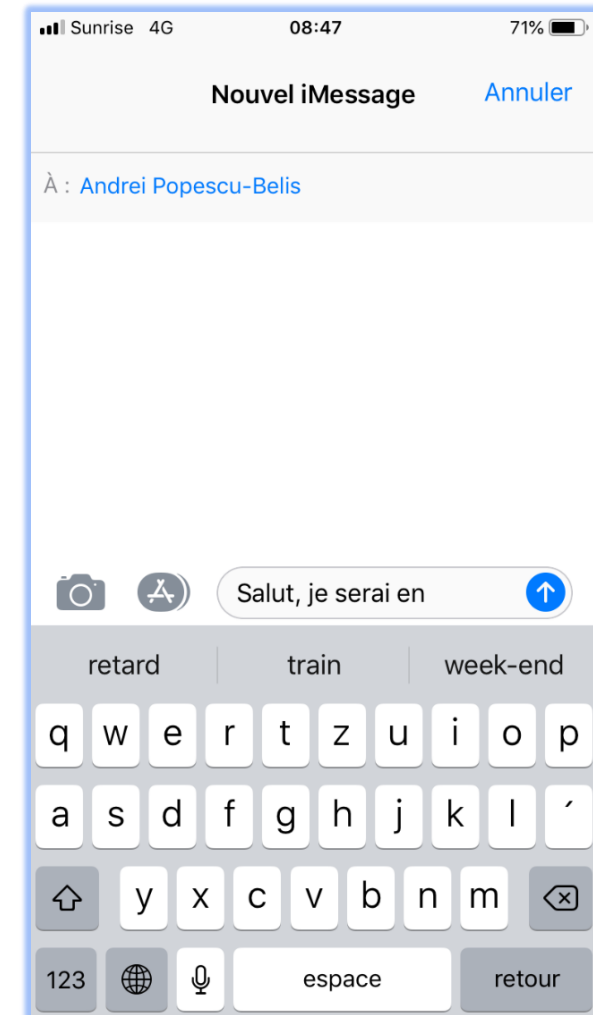 Sunrise 4G 08:47 71%
Nouvel iMessage Annuler
À : Andrei Popescu-Belis
Salut, je serai en
retard train week-end
q w e r t z u i o p
a s d f g h j k l ´
y x c v b n m
123 espace retour